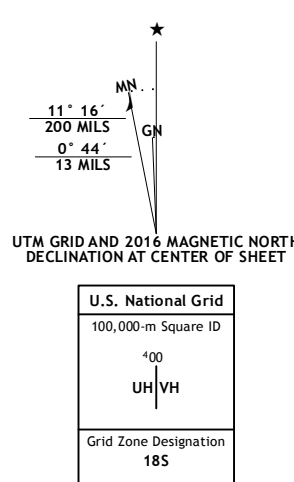 ★
MN
11° 16´
200 MILS
GN
0° 44´
13 MILS
UTM GRID AND 2016 MAGNETIC NORTH
DECLINATION AT CENTER OF SHEET
U.S. National Grid
100,000-m Square ID
⁴00
UH VH
Grid Zone Designation
18S